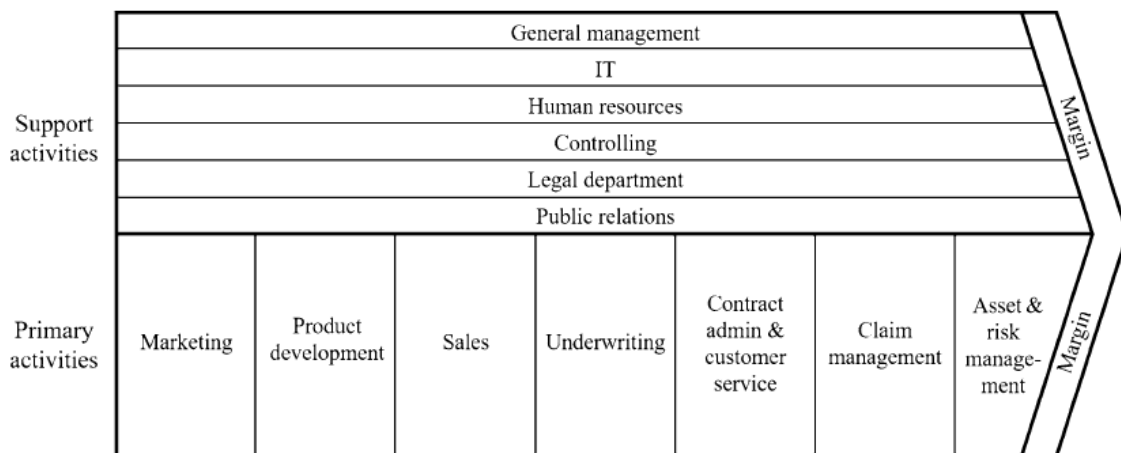 General management
IT
Human resources
Controlling
Legal department
Public relations
Support
activities
Margin
Primary
activities
Marketing
Product
development
Sales
Underwriting
Contract
admin &
customer
service
Claim
management
Asset &
risk
manage-
ment
Margin